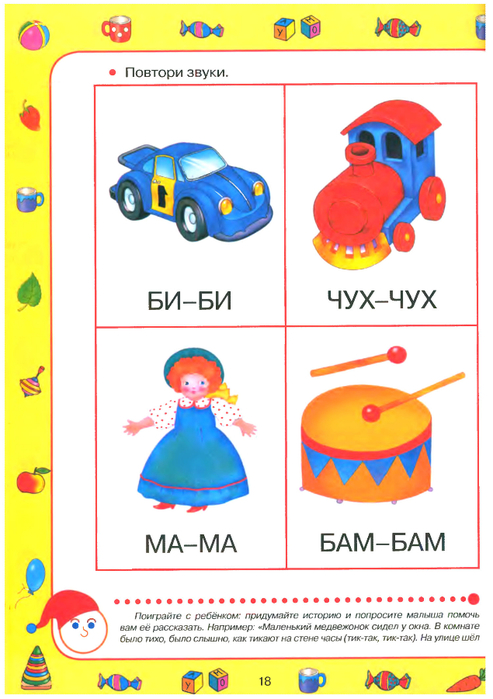 Повтори звуки.
БИ–БИ
ЧУХ–ЧУХ
МА–МА
БАМ–БАМ
Поиграйте с ребёнком: придумайте историю и попросите малыша помочь
вам её рассказать. Например: «Маленький медвежонок сидел у окна. В комнате
было тихо, было слышно, как тикают на стене часы (тик-так, тик-так). На улице шёл
18